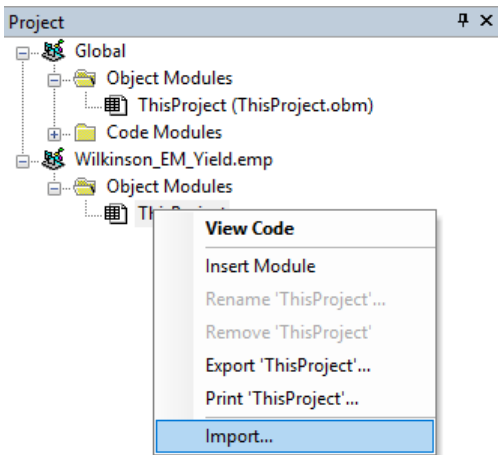 Project
Global
Object Modules
ThisProject (ThisProject.obm)
Code Modules
Wilkinson_EM_Yield.emp
Object Modules
View Code
Insert Module
Rename 'ThisProject'...
Remove 'ThisProject'
Export 'ThisProject'...
Print 'ThisProject'...
Import...